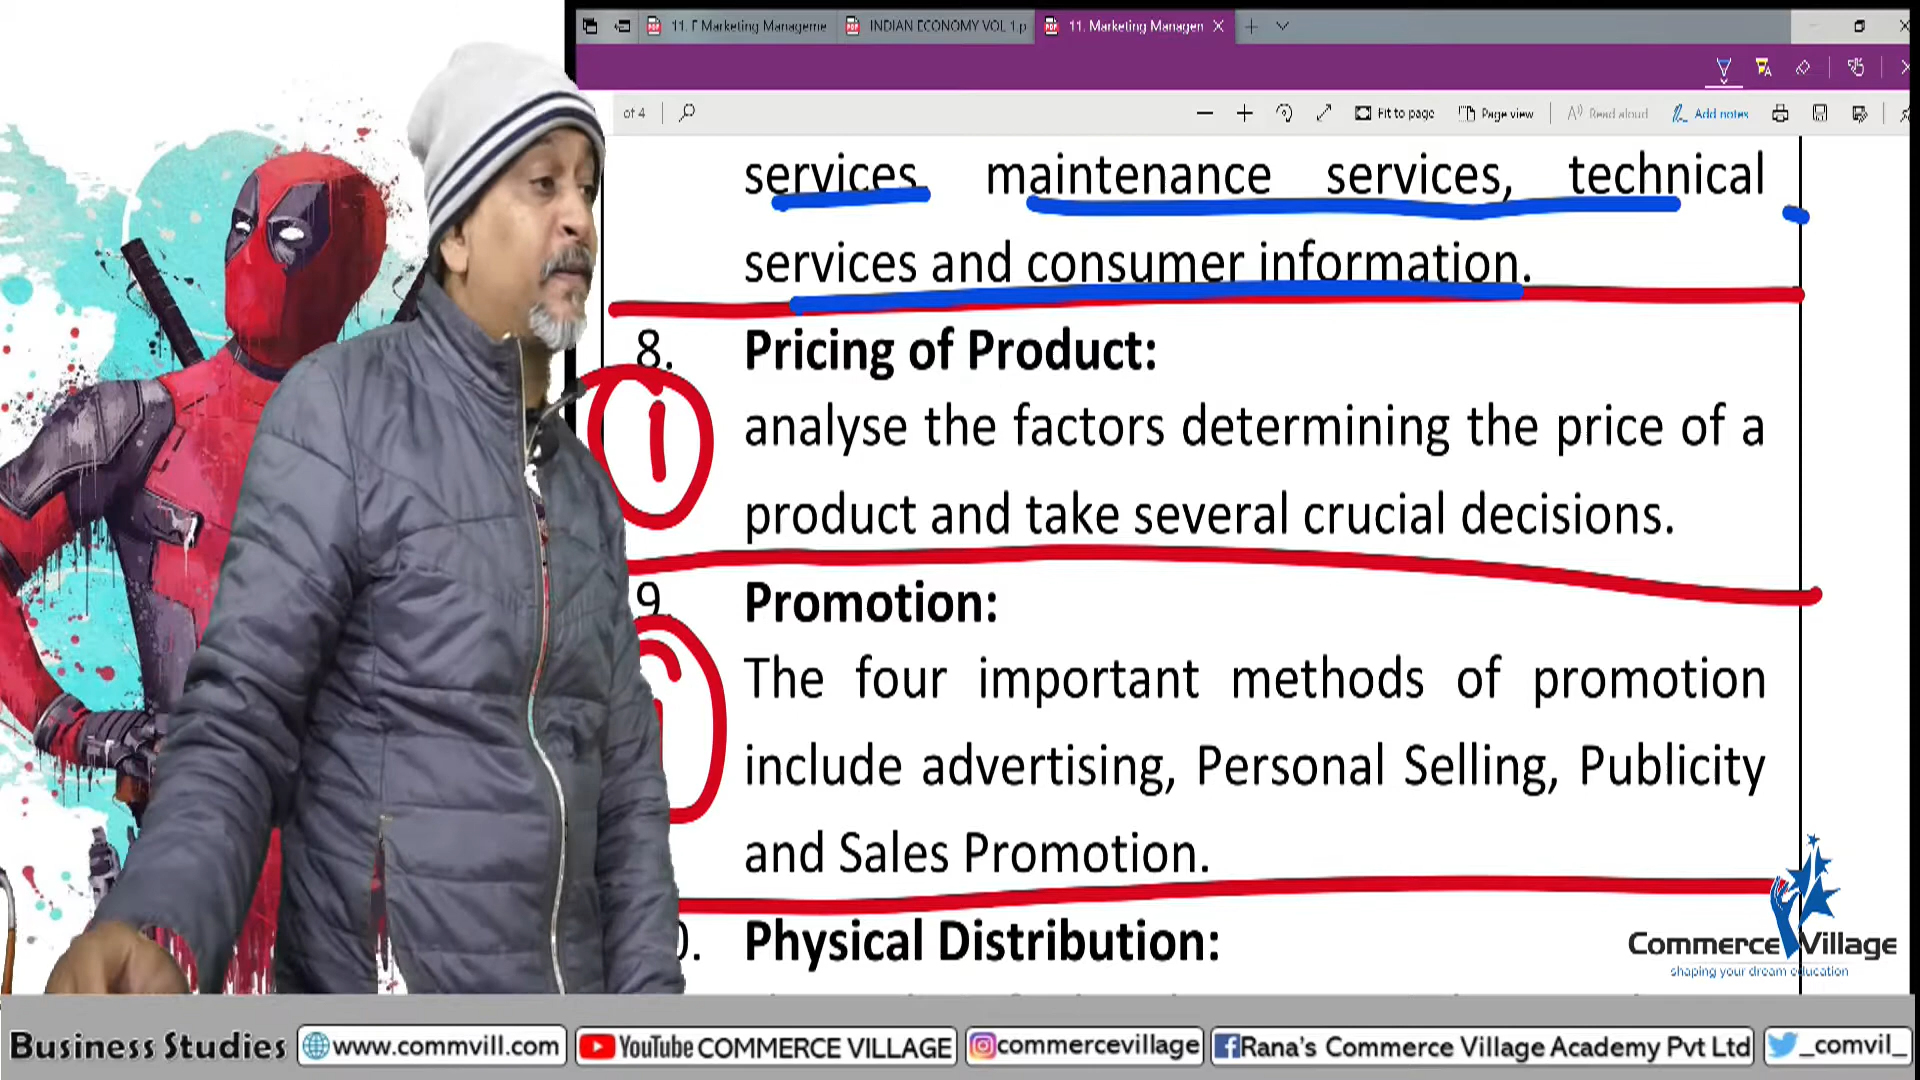 11. F Marketing Manageme
INDIAN ECONOMY VOL 1.p
11. Marketing Managen
of 4
Fit to page
Page view
Read aloud
Add notes
services maintenance services, technical
services and consumer information.
8. Pricing of Product:
analyse the factors determining the price of a
product and take several crucial decisions.
9. Promotion:
The four important methods of promotion
include advertising, Personal Selling, Publicity
and Sales Promotion.
0. Physical Distribution:
Commerce Village
shaping your dream education
Business Studies
www.commvill.com
YouTube COMMERCE VILLAGE
commercevillage
Rana's Commerce Village Academy Pvt Ltd
_comvil_